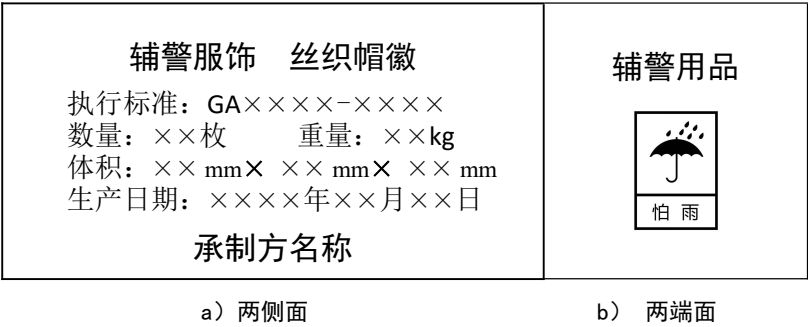 辅警服饰　丝织帽徽
执行标准：GA××××-××××
数量：××枚　　重量：××kg
体积：×× mm× ×× mm× ×× mm
生产日期：××××年××月××日
承制方名称
辅警用品
怕 雨
a）两侧面
b） 两端面